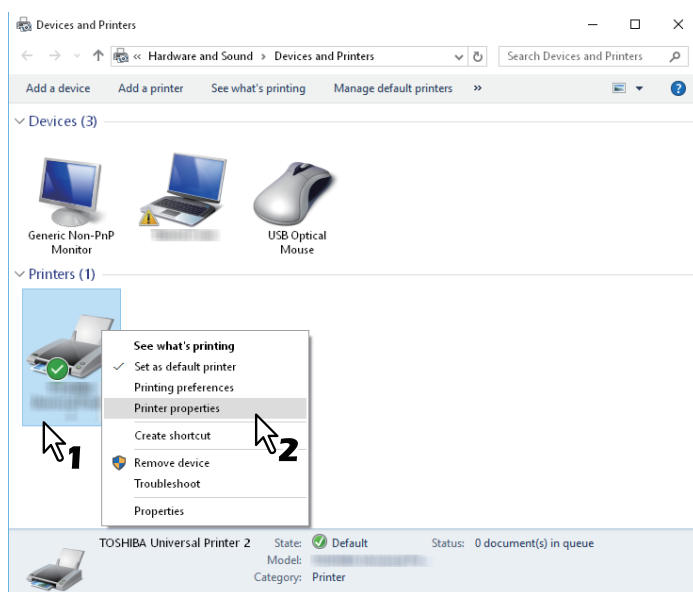 Devices and Printers
« Hardware and Sound > Devices and Printers
Search Devices and Printers
Add a device Add a printer See what's printing Manage default printers »
Devices (3)
Generic Non-PnP
Monitor
USB Optical
Mouse
Printers (1)
See what's printing
Set as default printer
Printing preferences
Printer properties
Create shortcut
Remove device
Troubleshoot
Properties
1
2
TOSHIBA Universal Printer 2 State: Default Status: 0 document(s) in queue
Model:
Category: Printer